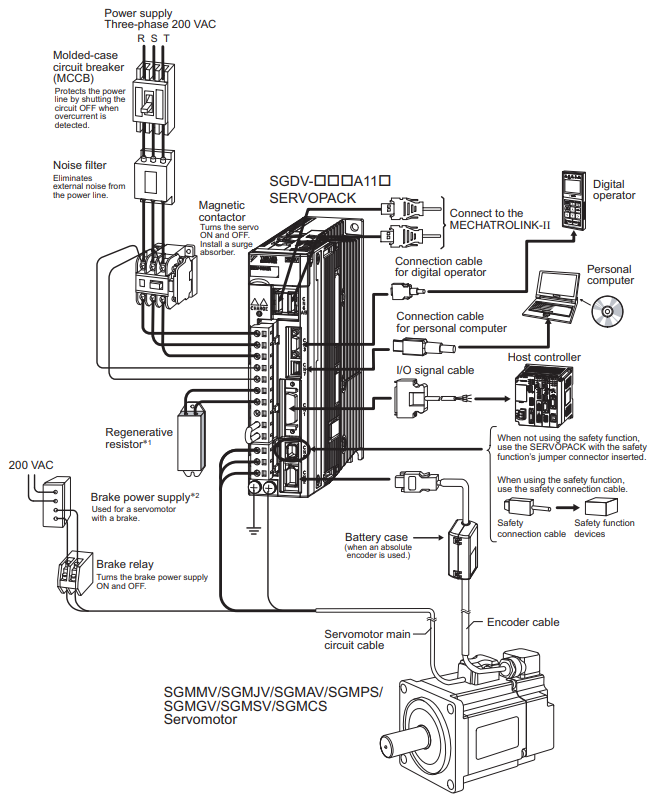 Power supply
Three-phase 200 VAC
R S T
Molded-case
circuit breaker
(MCCB)
Protects the power
line by shutting the
circuit OFF when
overcurrent is
detected.
Noise filter
Eliminates
external noise from
the power line.
Magnetic
contactor
Turns the servo
ON and OFF.
Install a surge
absorber.
SGDV-□□□A11□
SERVOPACK
Connect to the
MECHATROLINK-II
Digital
operator
Connection cable
for digital operator
Personal
computer
Connection cable
for personal computer
I/O signal cable
Host controller
CHARGE
Regenerative
resistor*1
When not using the safety function,
use the SERVOPACK with the safety
function's jumper connector inserted.
When using the safety function,
use the safety connection cable.
Safety
connection cable
Safety function
devices
200 VAC
Brake power supply*2
Used for a servomotor
with a brake.
Battery case
(when an absolute
encoder is used.)
Brake relay
Turns the brake power supply
ON and OFF.
Encoder cable
Servomotor main
circuit cable
SGMMV/SGMJV/SGMAV/SGMPS/
SGMGV/SGMSV/SGMCS
Servomotor